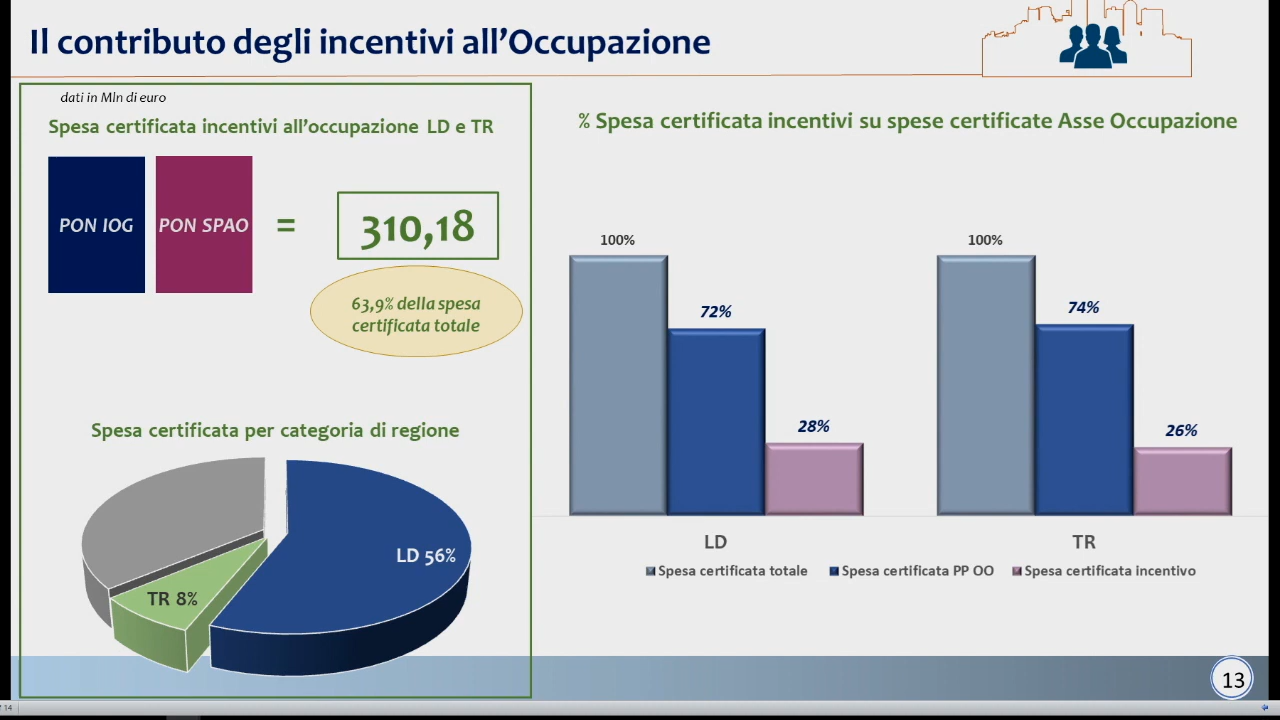 Il contributo degli incentivi all’Occupazione
dati in Mln di euro
Spesa certificata incentivi all’occupazione LD e TR
PON IOG
PON SPAO
=
310,18
63,9% della spesa
certificata totale
Spesa certificata per categoria di regione
LD 56%
TR 8%
% Spesa certificata incentivi su spese certificate Asse Occupazione
100%
72%
28%
100%
74%
26%
LD
TR
Spesa certificata totale
Spesa certificata PP OO
Spesa certificata incentivo
13
/ 14